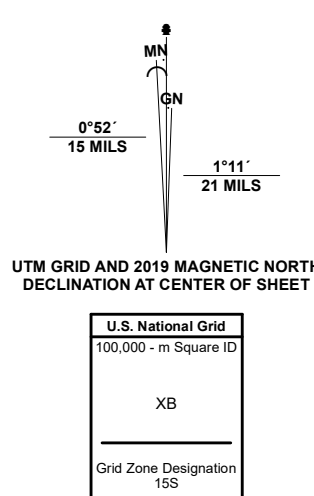 MN
GN
0°52´
15 MILS
1°11´
21 MILS
UTM GRID AND 2019 MAGNETIC NORTH
DECLINATION AT CENTER OF SHEET
U.S. National Grid
100,000 - m Square ID
XB
Grid Zone Designation
15S